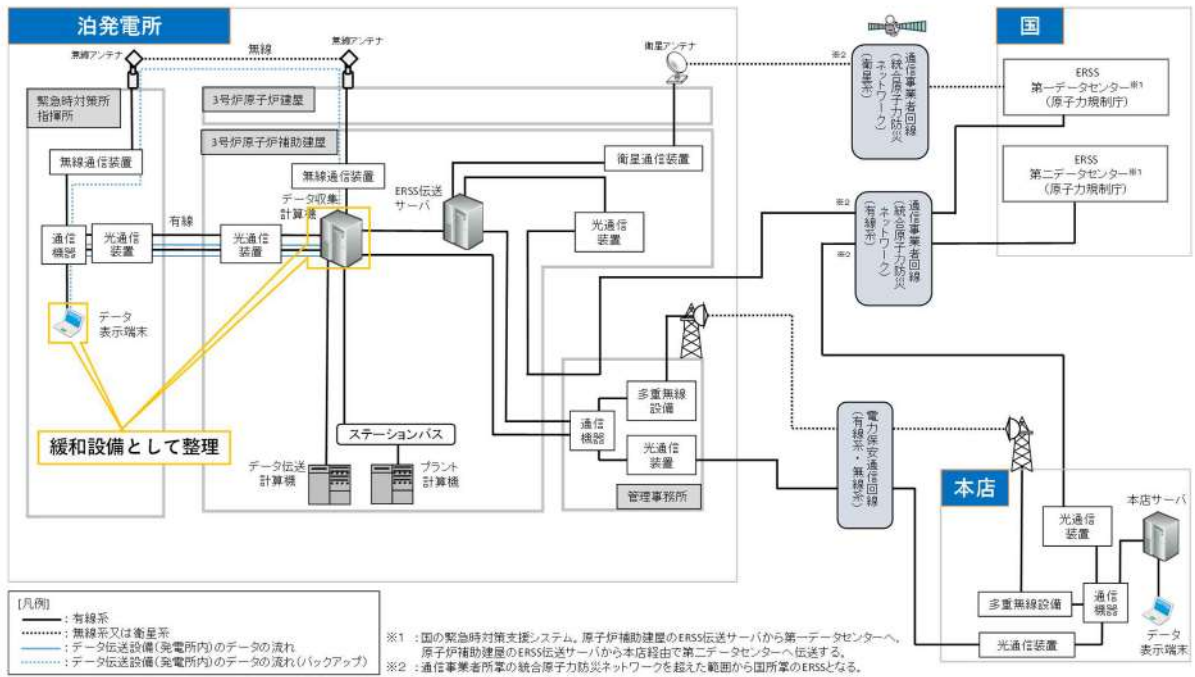 泊発電所
国
無線アンテナ
無線
無線アンテナ
衛星アンテナ
※2
通信事業者回線
(統合原子力防災
ネットワーク)
(衛星系)
ERSS
第一データセンター※1
(原子力規制庁)
緊急時対策所
指揮所
3号炉原子炉建屋
3号炉原子炉補助建屋
無線通信装置
無線通信装置
衛星通信装置
ERSS
第二データセンター※1
(原子力規制庁)
データ収集
計算機
ERSS伝送
サーバ
有線
通信
機器
光通信
装置
光通信
装置
光通信
装置
※2
※2
通信事業者回線
(統合原子力防災
ネットワーク)
(有線系)
データ
表示端末
緩和設備として整理
ステーションバス
データ伝送
計算機
プラント
計算機
多重無線
設備
通信
機器
光通信
装置
管理事務所
電力保安通信回線
(有線系・無線系)
本店
本店サーバ
光通信
装置
多重無線設備
通信
機器
光通信装置
データ
表示端末
[凡例]
:有線系
:無線系又は衛星系
:データ伝送設備(発電所内)のデータの流れ
:データ伝送設備(発電所内)のデータの流れ(バックアップ)
※1 :国の緊急時対策支援システム。原子炉補助建屋のERSS伝送サーバから第一データセンターへ、
原子炉補助建屋のERSS伝送サーバから本店経由で第二データセンターへ伝送する。
※2 :通信事業者所掌の統合原子力防災ネットワークを超えた範囲から国所掌のERSSとなる。